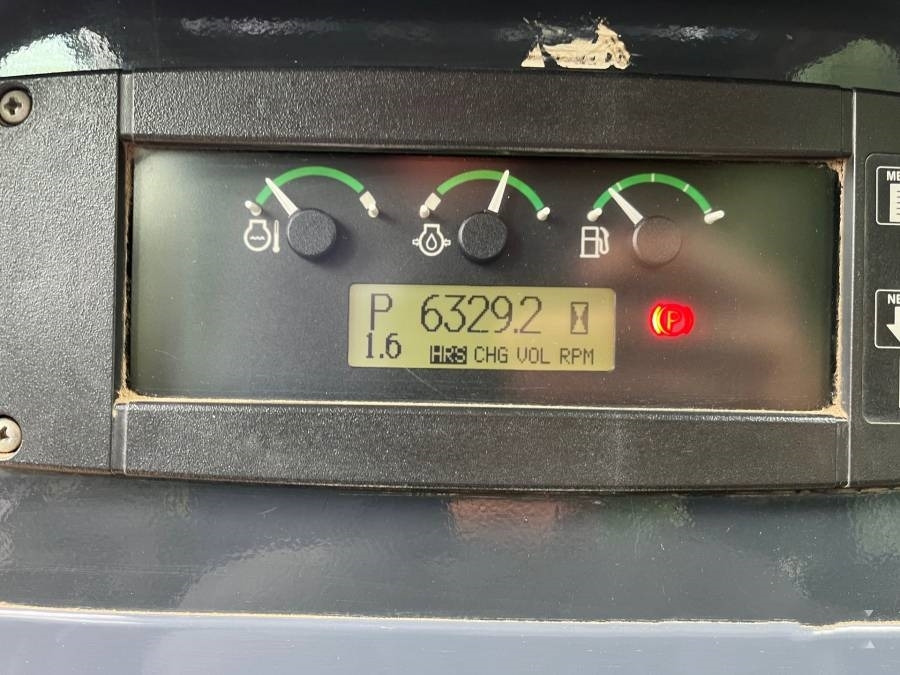 P 6329.2
1.6 HRS CHG VOL RPM
P